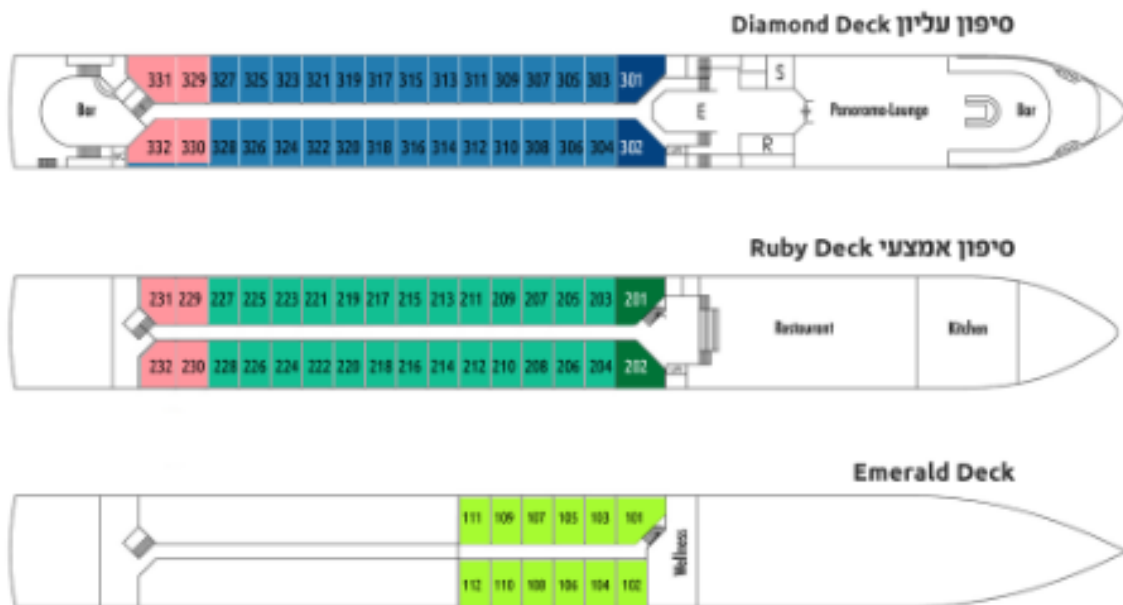 סיפון עליון Diamond Deck
331 329 327 325 323 321 319 317 315 313 311 309 307 305 303 301
S
Bar
E
Panorama-Lounge
Bar
332 330 328 326 324 322 320 318 316 314 312 310 308 306 304 302
R
סיפון אמצעי Ruby Deck
231 229 227 225 223 221 219 217 215 213 211 209 207 205 203 201
Restaurant
Kitchen
232 230 228 226 224 222 220 218 216 214 212 210 208 206 204 202
Emerald Deck
111 109 107 105 103 101
Wellness
112 110 108 106 104 102